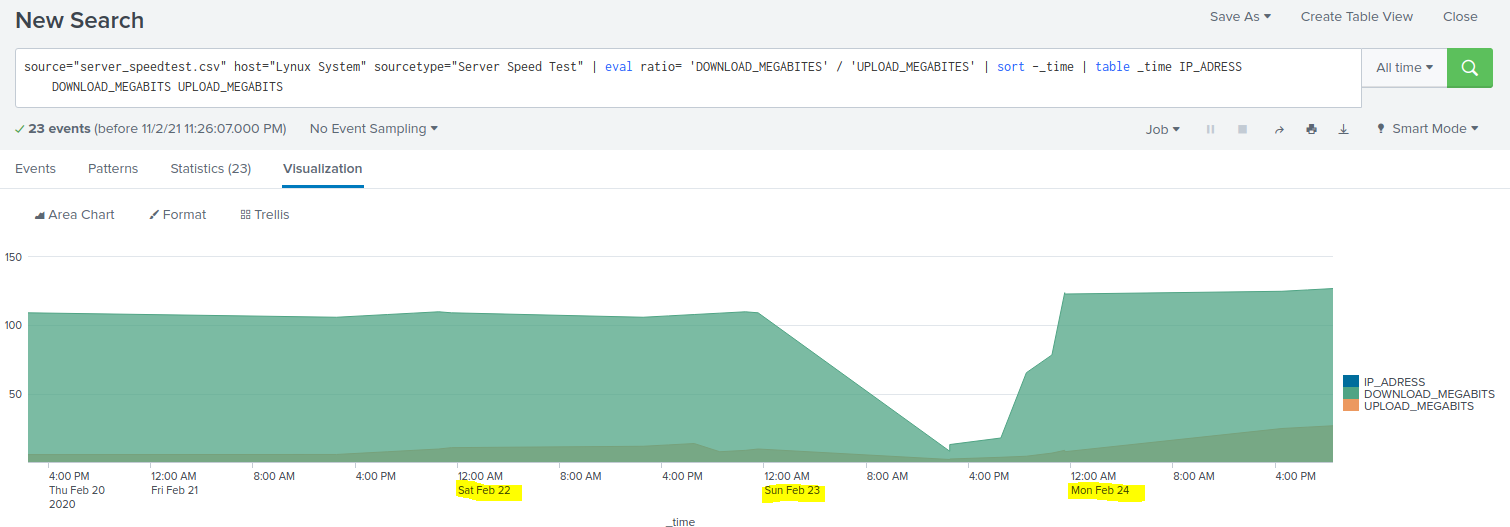 New Search
Save As
Create Table View
Close
source="server_speedtest.csv" host="Lynux System" sourcetype="Server Speed Test" | eval ratio= 'DOWNLOAD_MEGABITES' / 'UPLOAD_MEGABITES' | sort -_time | table _time IP_ADRESS
DOWNLOAD_MEGABITS UPLOAD_MEGABITS
All time
23 events (before 11/2/21 11:26:07.000 PM)
No Event Sampling
Job
Smart Mode
Events
Patterns
Statistics (23)
Visualization
Area Chart
Format
Trellis
150
100
50
IP_ADRESS
DOWNLOAD_MEGABITS
UPLOAD_MEGABITS
4:00 PM
Thu Feb 20
2020
12:00 AM
Fri Feb 21
8:00 AM
4:00 PM
12:00 AM
Sat Feb 22
8:00 AM
4:00 PM
12:00 AM
Sun Feb 23
8:00 AM
4:00 PM
12:00 AM
Mon Feb 24
8:00 AM
4:00 PM
_time